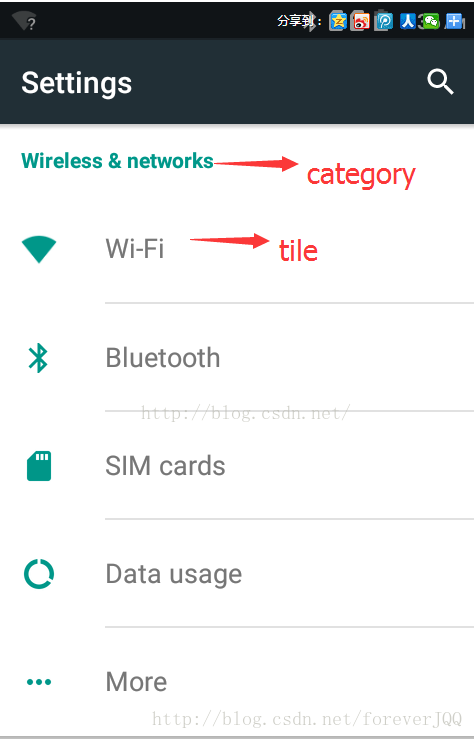 分享到:
Settings
Wireless & networks
category
Wi-Fi
tile
Bluetooth
http://blog.csdn.net/
SIM cards
Data usage
More
http://blog.csdn.net/foreverJQQ